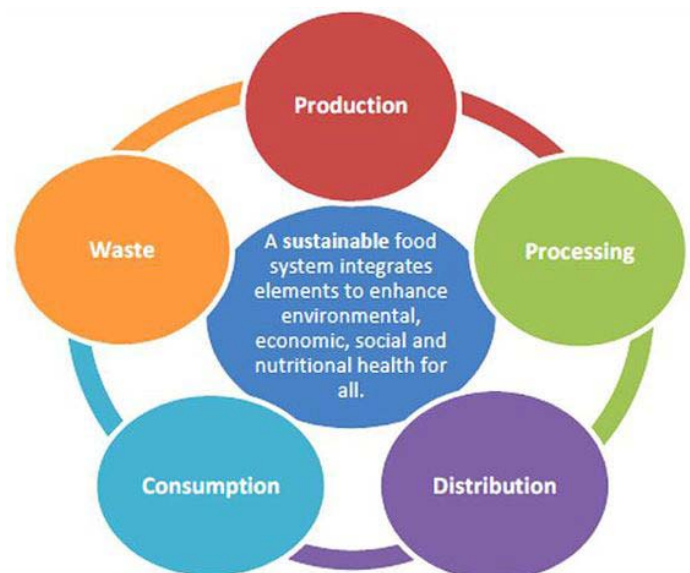 Production
Waste
Processing
A sustainable food
system integrates
elements to enhance
environmental,
economic, social and
nutritional health for
all.
Consumption
Distribution